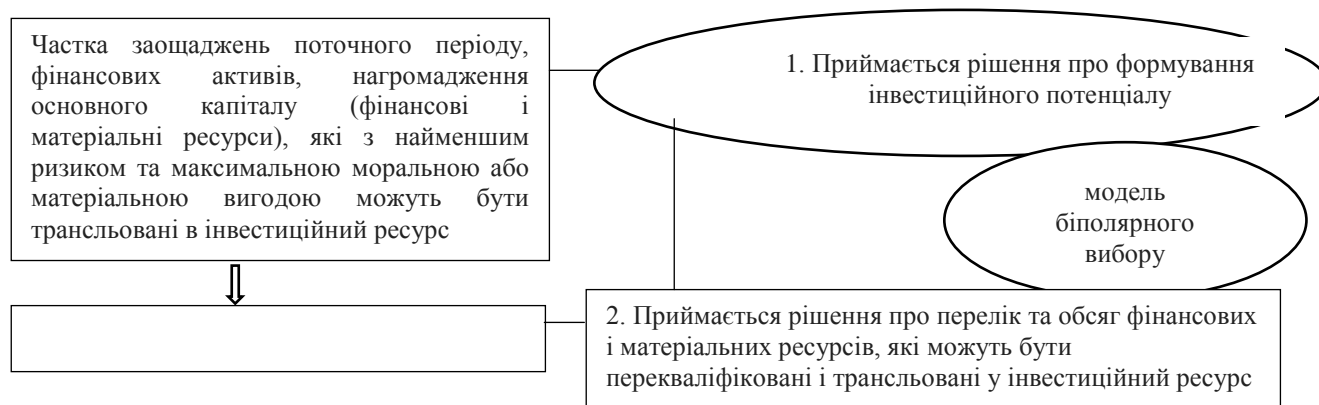 Частка заощаджень поточного періоду,
фінансових активів, нагромадження
основного капіталу (фінансові і
матеріальні ресурси), які з найменшим
ризиком та максимальною моральною або
матеріальною вигодою можуть бути
трансльовані в інвестиційний ресурс
1. Приймається рішення про формування
інвестиційного потенціалу
модель
біполярного
вибору
2. Приймається рішення про перелік та обсяг фінансових
і матеріальних ресурсів, які можуть бути
перекваліфіковані і трансльовані у інвестиційний ресурс